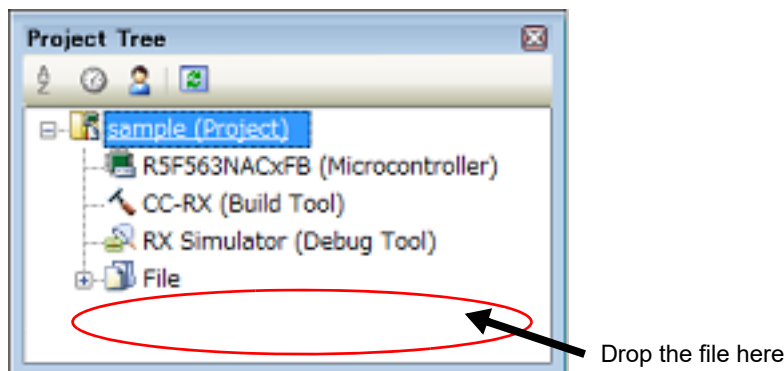 Project Tree
A
Z
sample (Project)
R5F563NACxFB (Microcontroller)
CC-RX (Build Tool)
RX Simulator (Debug Tool)
File
Drop the file here